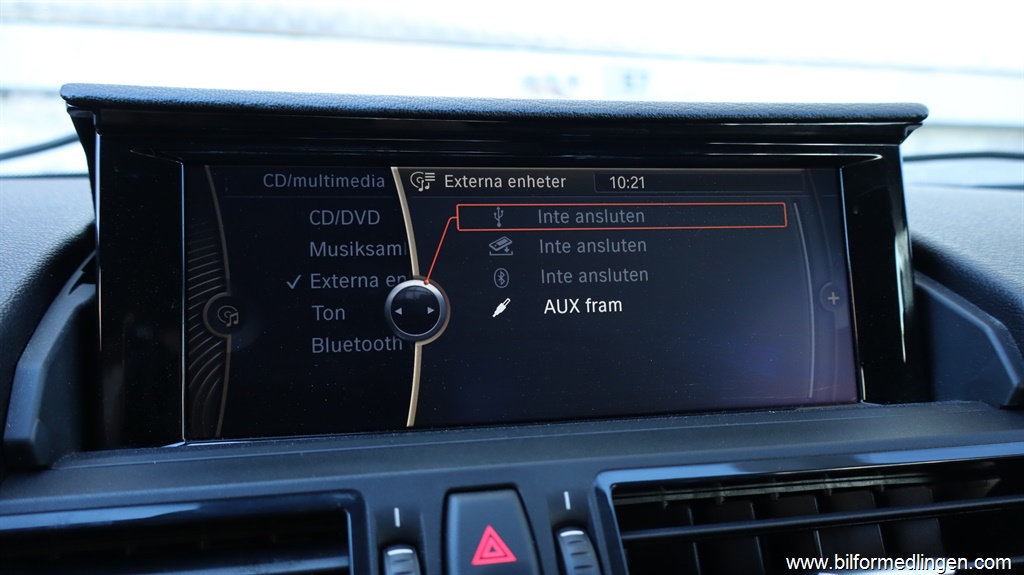 CD/multimedia
Externa enheter
10:21
CD/DVD
Musiksaml
Externa en
Ton
Bluetooth
Inte ansluten
Inte ansluten
Inte ansluten
AUX fram
www.bilformedlingen.com